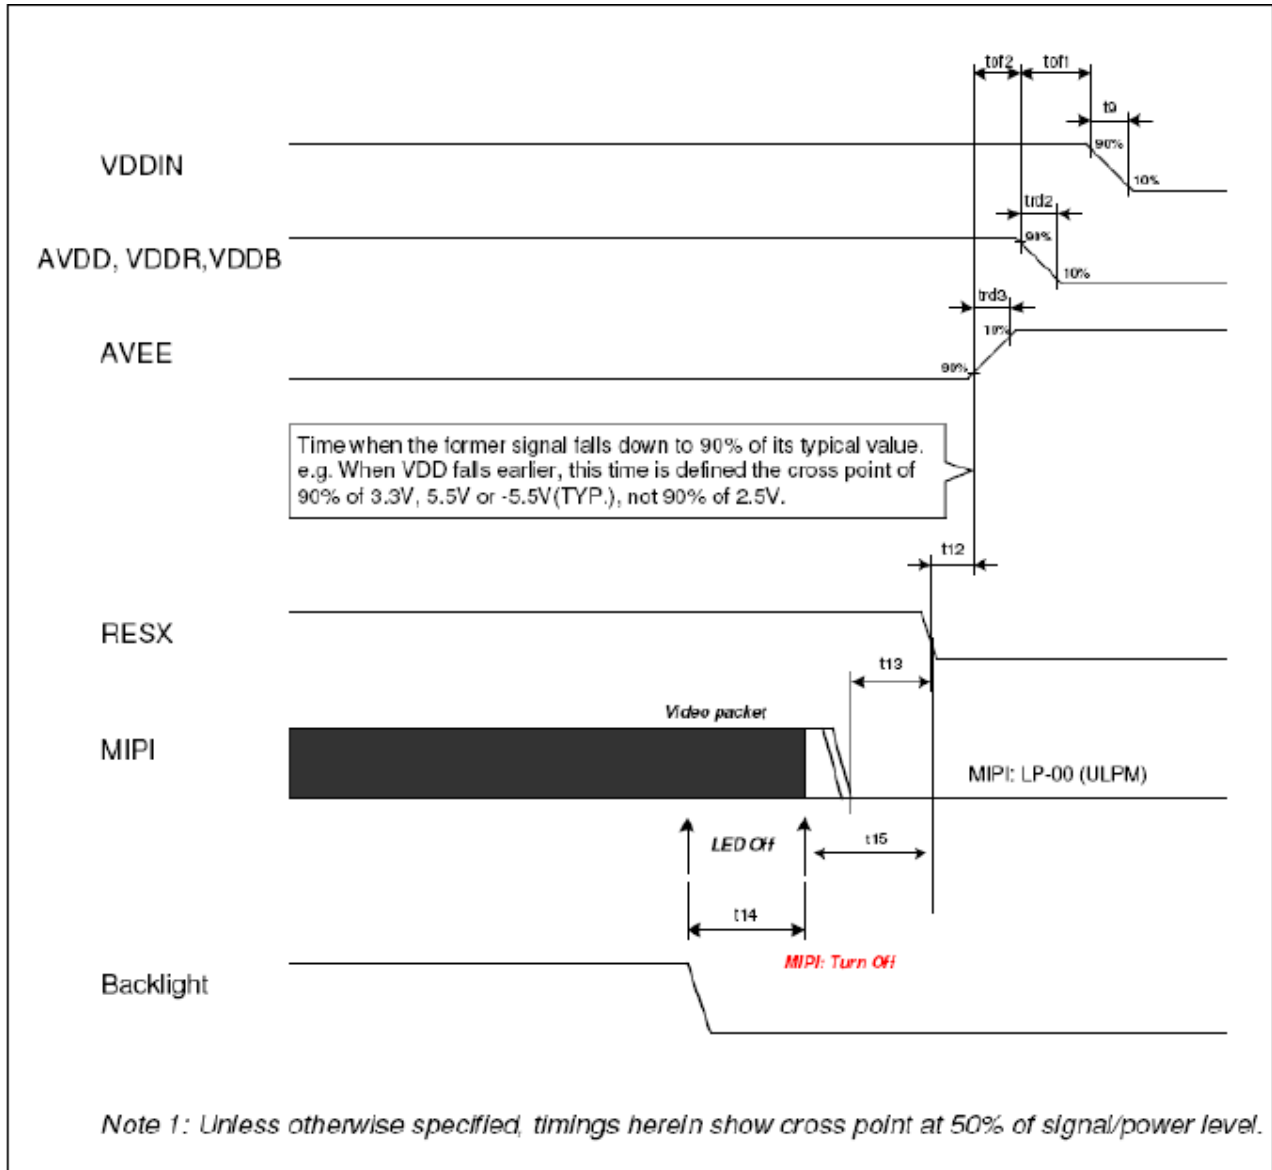 tof2 tof1
t9
VDDIN
90%
10%
trd2
AVDD, VDDR,VDDB
90%
10%
trd3
AVEE
10%
90%
Time when the former signal falls down to 90% of its typical value.
e.g. When VDD falls earlier, this time is defined the cross point of
90% of 3.3V, 5.5V or -5.5V(TYP.), not 90% of 2.5V.
t12
RESX
t13
Video packet
MIPI
MIPI: LP-00 (ULPM)
LED Off
t15
t14
MIPI: Turn Off
Backlight
Note 1: Unless otherwise specified, timings herein show cross point at 50% of signal/power level.